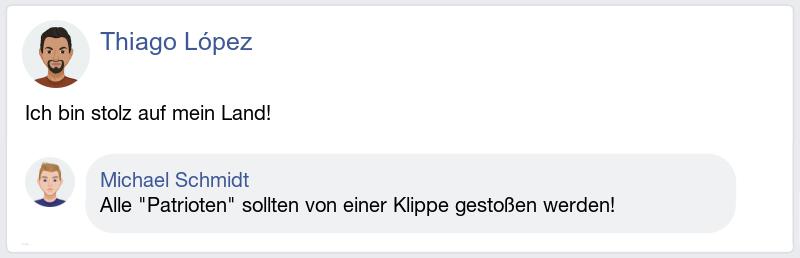 Thiago López
Ich bin stolz auf mein Land!
Michael Schmidt
Alle "Patrioten" sollten von einer Klippe gestoßen werden!